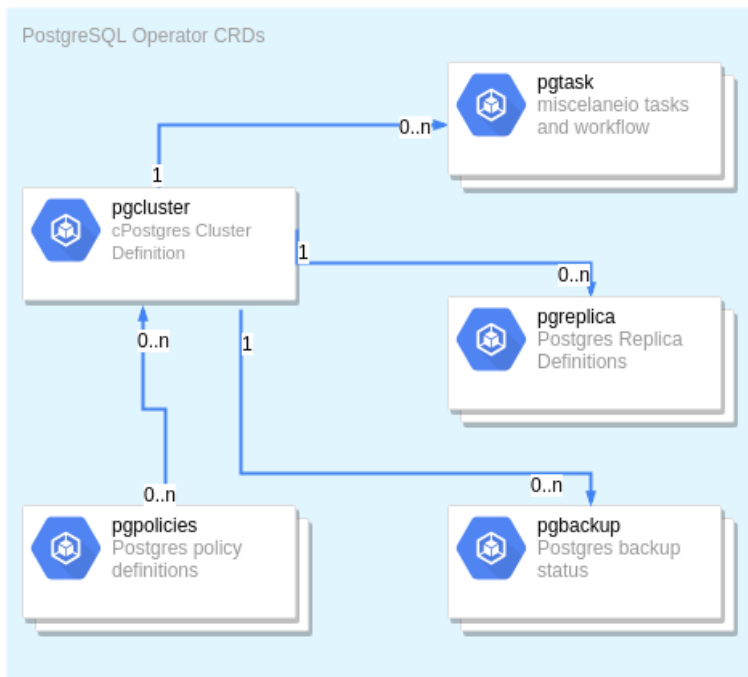 PostgreSQL Operator CRDs
pgtask
miscelaneio tasks
and workflow
0..n
1
pgcluster
cPostgres Cluster
Definition
1
0..n
pgreplica
Postgres Replica
Definitions
0..n
1
0..n
0..n
pgpolicies
Postgres policy
definitions
pgbackup
Postgres backup
status